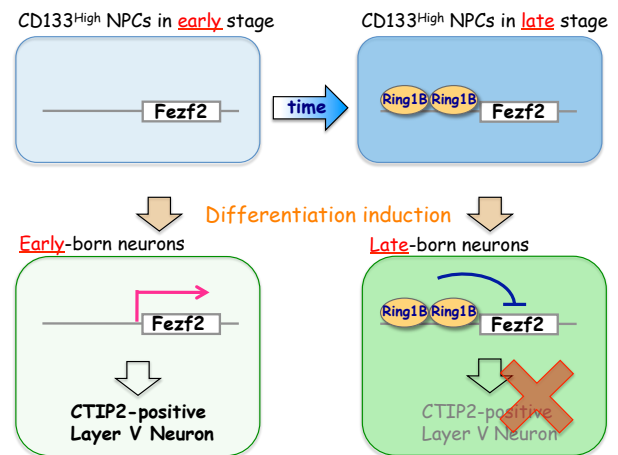 CD133High NPCs in early stage
CD133High NPCs in late stage
Fezf2
time
Ring1B Ring1B
Fezf2
Differentiation induction
Early-born neurons
Late-born neurons
Fezf2
Ring1B Ring1B
Fezf2
CTIP2-positive
Layer V Neuron
CTIP2-positive
Layer V Neuron